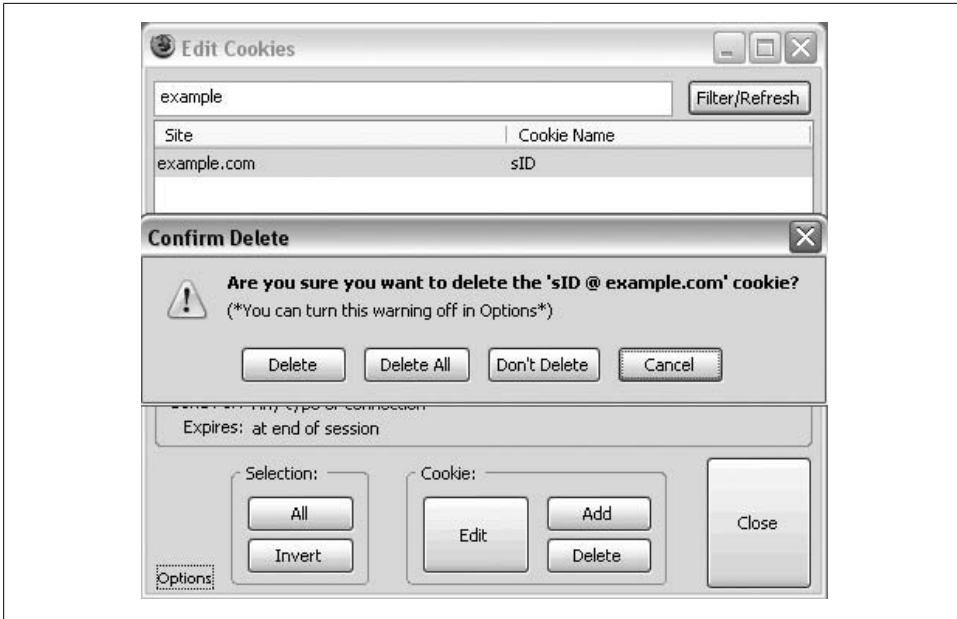 Edit Cookies
example
Filter/Refresh
Site Cookie Name
example.com sID
Confirm Delete
Are you sure you want to delete the 'sID @ example.com' cookie?
(*You can turn this warning off in Options*)
Delete Delete All Don't Delete Cancel
Expires: at end of session
Selection: Cookie:
All
Invert
Edit
Add
Delete
Close
Options